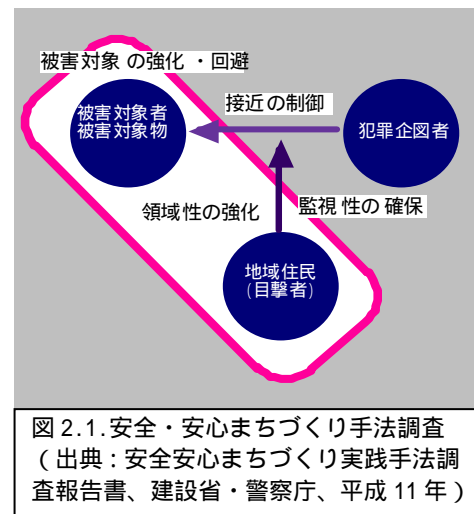 被害対象 の強化 ・回避
被害対象者
被害対象物
接近の制御
犯罪企図者
領域性の強化
監視性の確保
地域住民
(目撃者)
図 2.1.安全・安心まちづくり手法調査
(出典:安全安心まちづくり実践手法調
査報告書、建設省・警察庁、平成 11 年)